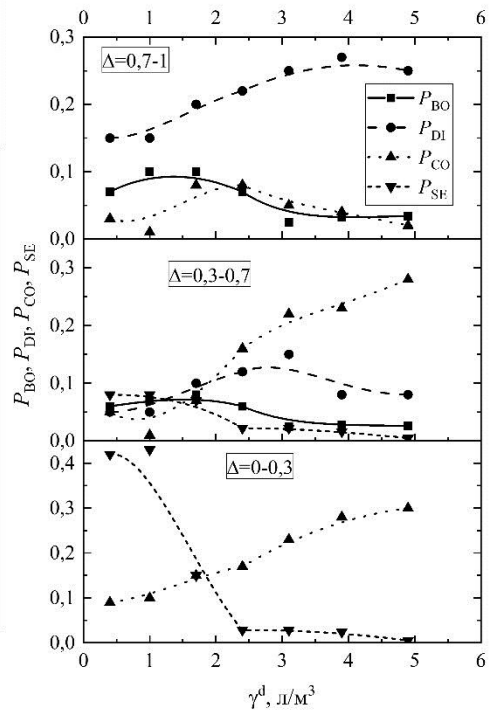 0 1 2 3 4 5 6
0,3
Δ=0,7-1
P_BO
P_DI
P_CO
P_SE
0,2
0,1
0,0
Δ=0,3-0,7
0,3
0,2
0,1
0,0
Δ=0-0,3
0,4
0,3
0,2
0,1
0,0
P_BO, P_DI, P_CO, P_SE
0 1 2 3 4 5 6
γ^d, л/м³